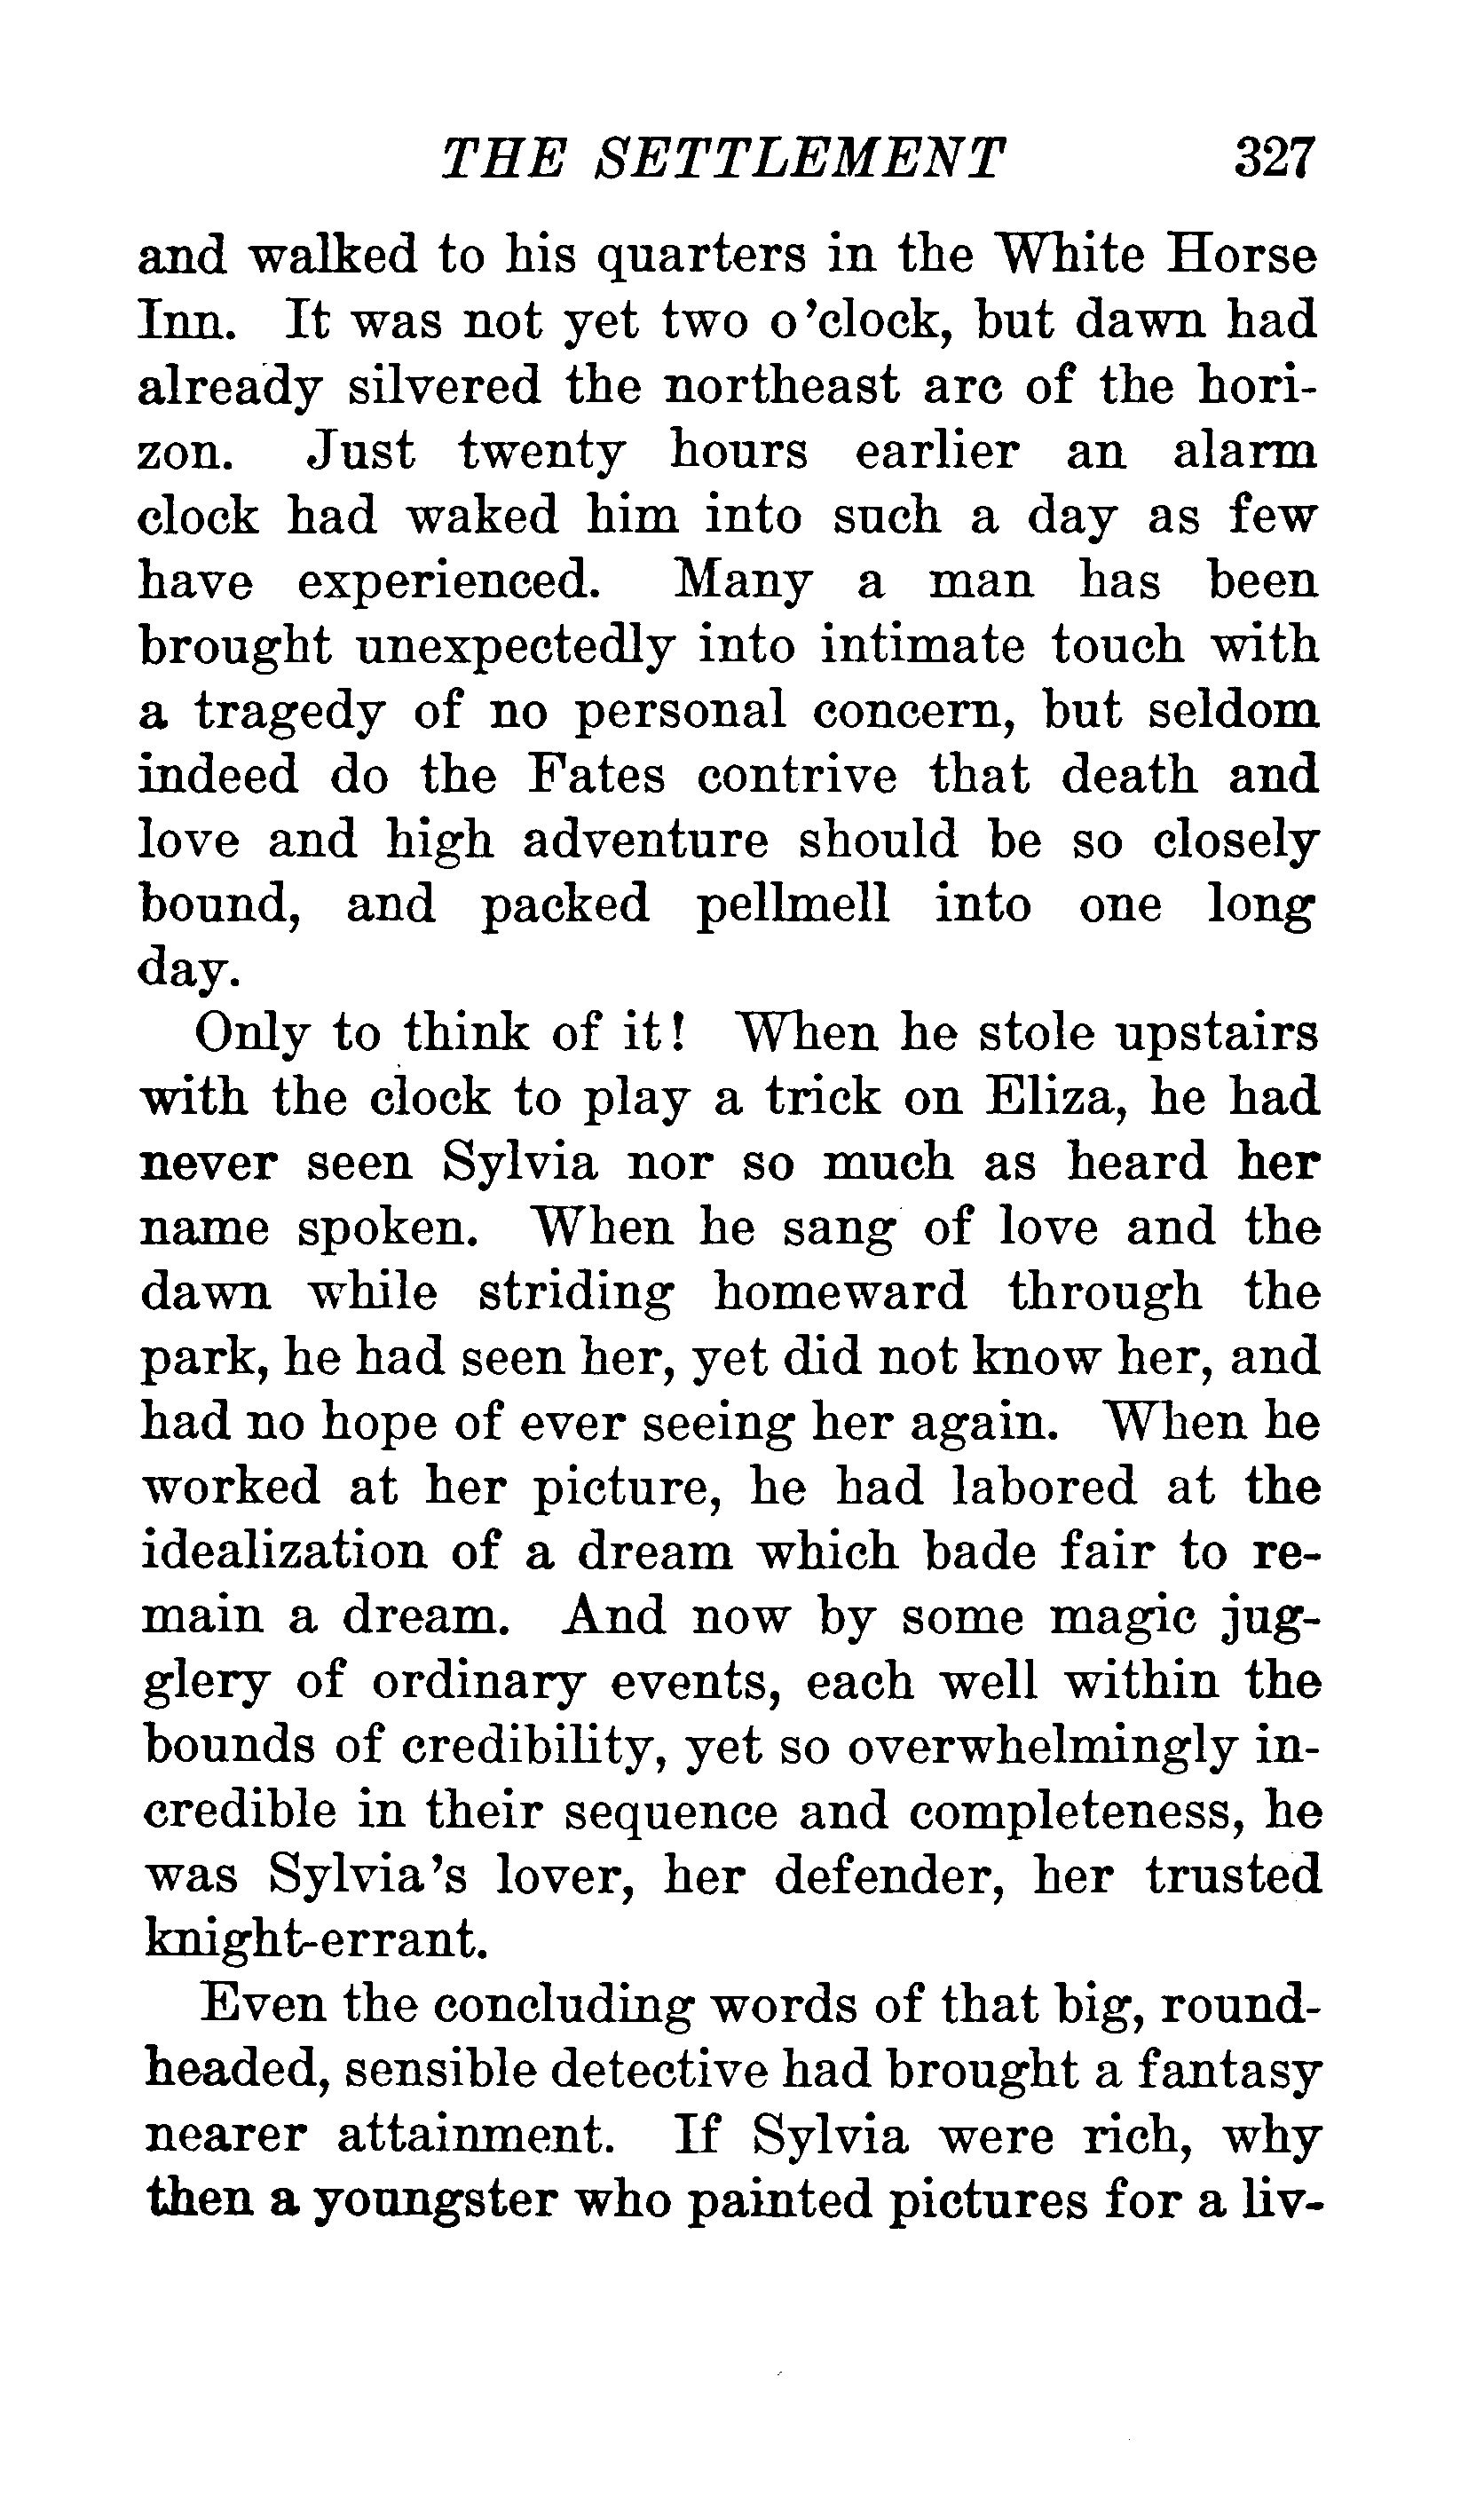 THE SETTLEMENT 327
and walked to his quarters in the White Horse
Inn. It was not yet two o'clock, but dawn had
already silvered the northeast arc of the hori-
zon. Just twenty hours earlier an alarm
clock had waked him into such a day as few
have experienced. Many a man has been
brought unexpectedly into intimate touch with
a tragedy of no personal concern, but seldom
indeed do the Fates contrive that death and
love and high adventure should be so closely
bound, and packed pellmell into one long
day.
Only to think of it! When he stole upstairs
with the clock to play a trick on Eliza, he had
never seen Sylvia nor so much as heard her
name spoken. When he sang of love and the
dawn while striding homeward through the
park, he had seen her, yet did not know her, and
had no hope of ever seeing her again. When he
worked at her picture, he had labored at the
idealization of a dream which bade fair to re-
main a dream. And now by some magic jug-
glery of ordinary events, each well within the
bounds of credibility, yet so overwhelmingly in-
credible in their sequence and completeness, he
was Sylvia's lover, her defender, her trusted
knight-errant.
Even the concluding words of that big, round-
headed, sensible detective had brought a fantasy
nearer attainment. If Sylvia were rich, why
then a youngster who painted pictures for a liv-